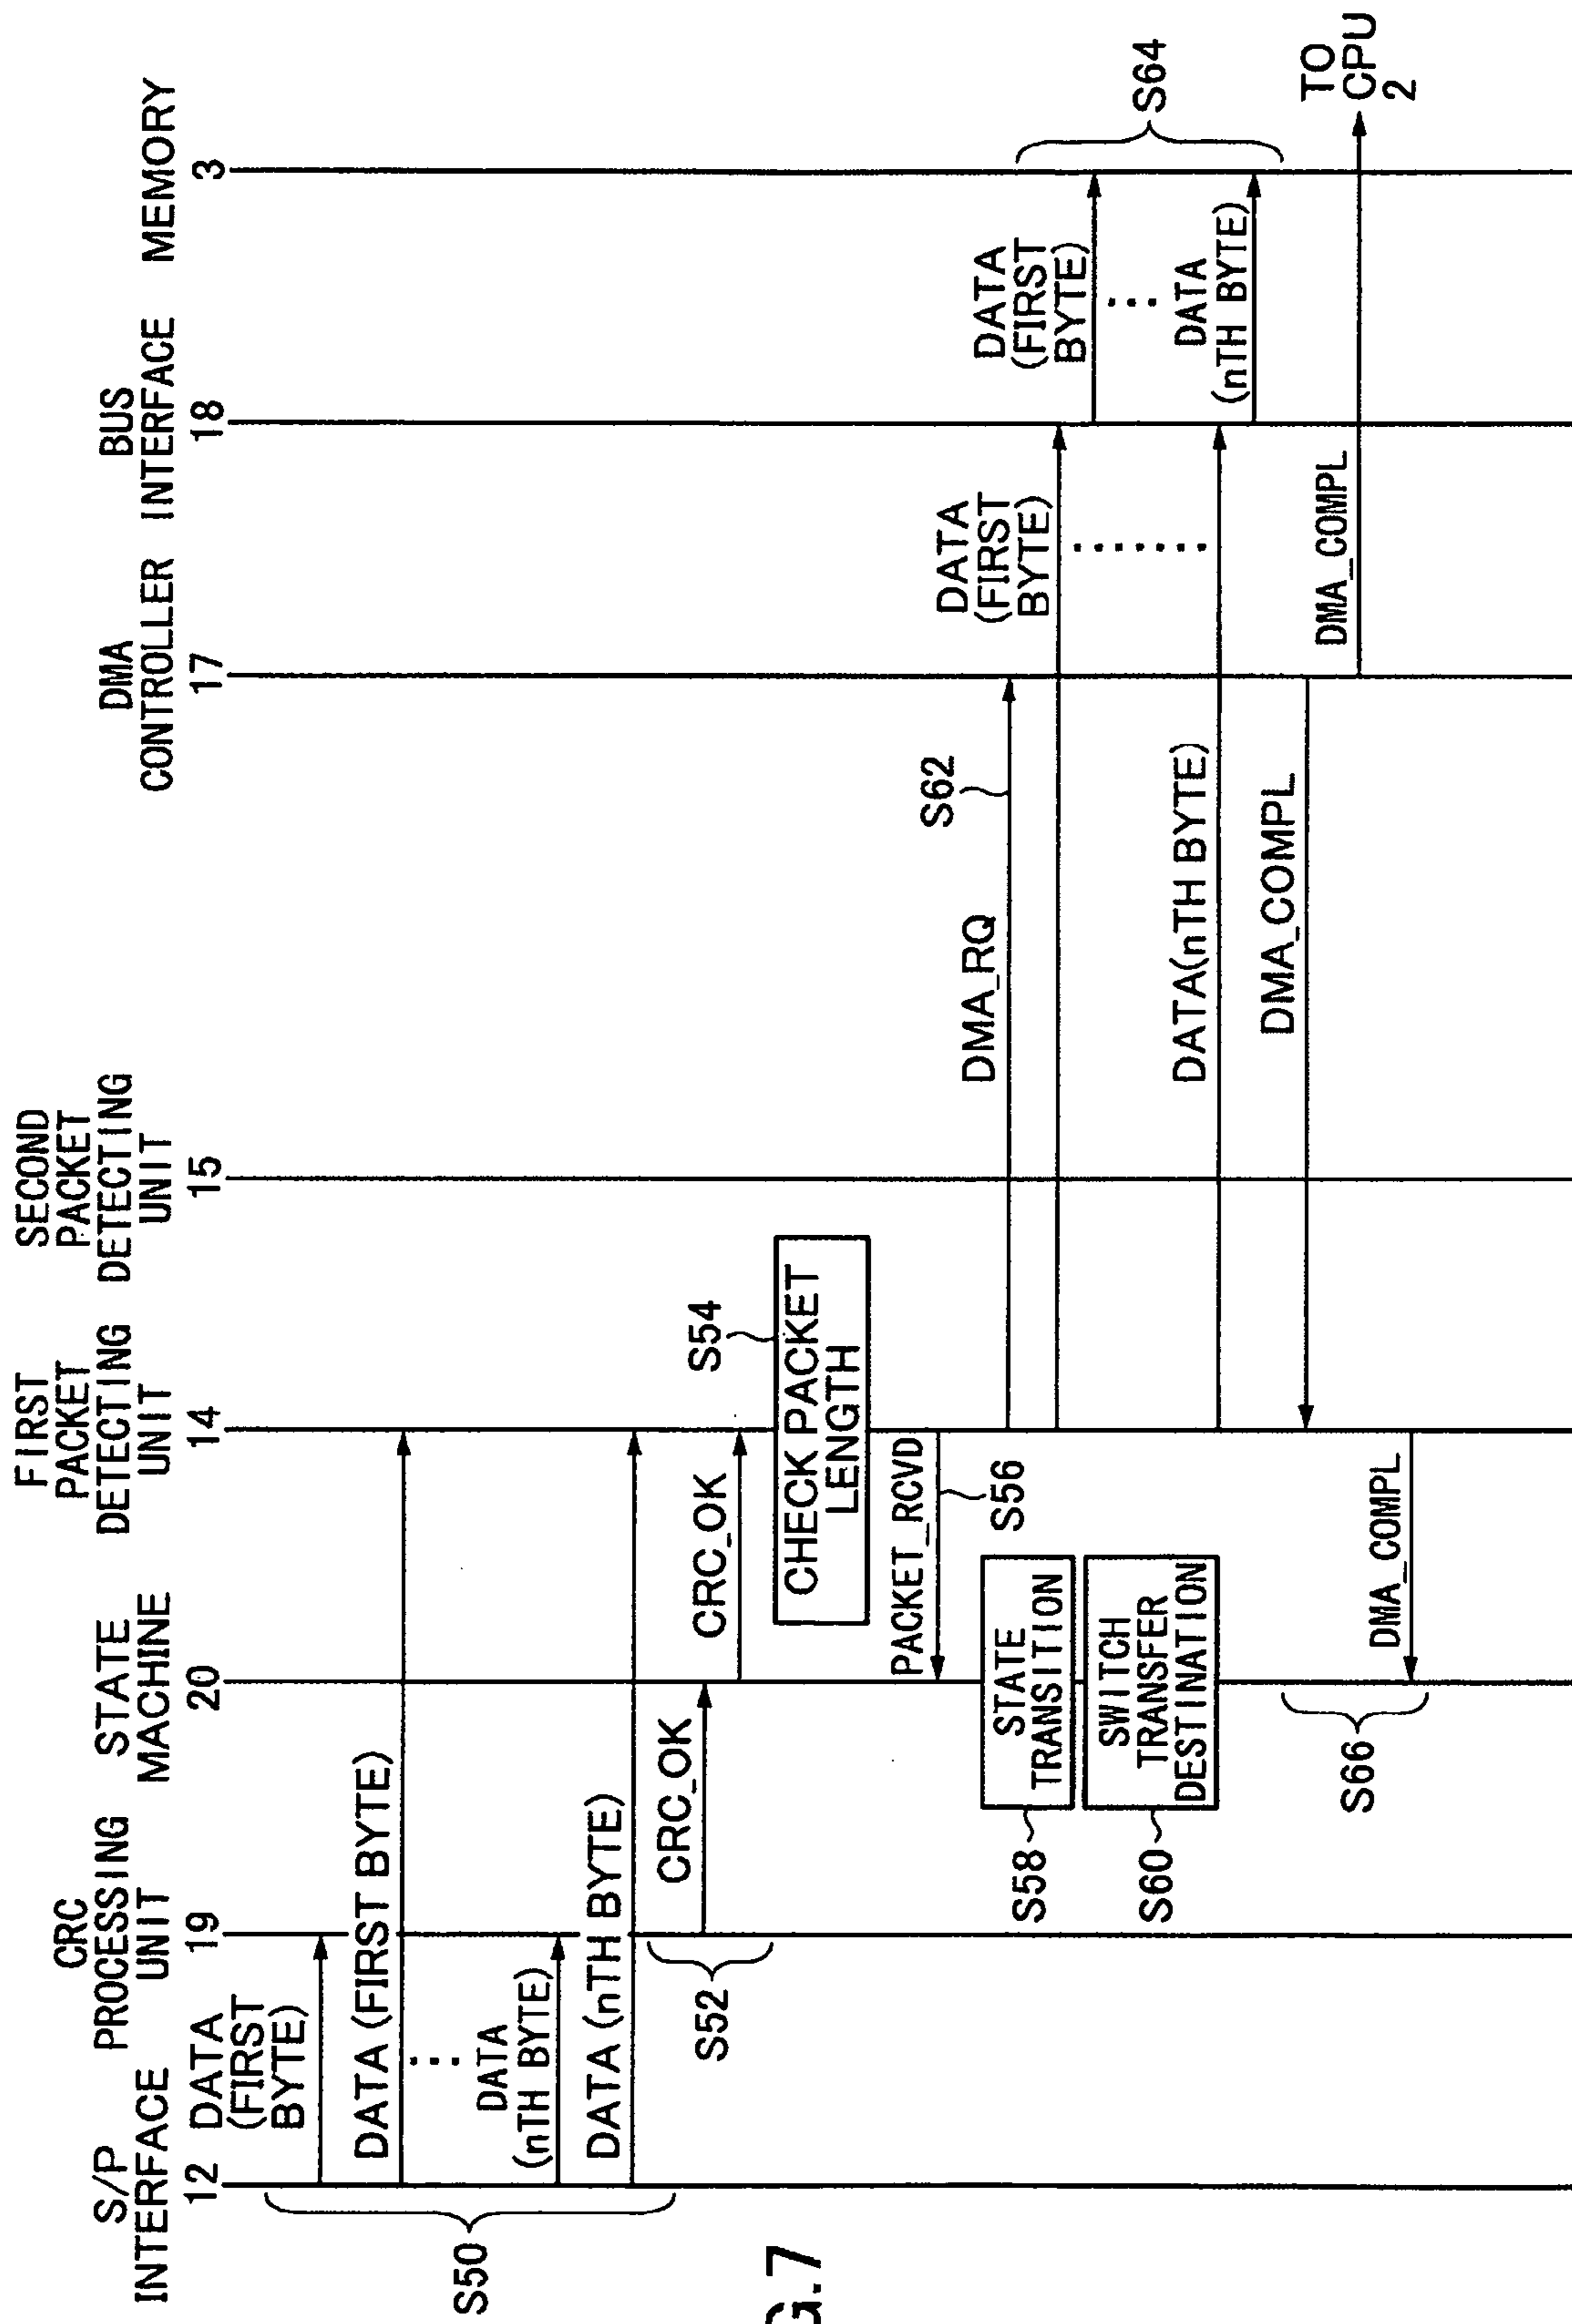 S/P
INTERFACE
12
CRC
PROCESSING
UNIT
19
STATE
MACHINE
20
FIRST
PACKET
DETECTING
UNIT
14
SECOND
PACKET
DETECTING
UNIT
15
DMA
CONTROLLER
17
BUS
INTERFACE
18
MEMORY
3
DATA
(FIRST
BYTE)
DATA (FIRST BYTE)
DATA
(nTH BYTE)
DATA (nTH BYTE)
S50
CRC_OK
S52
CRC_OK
S54
CHECK PACKET
LENGTH
PACKET_RCVD
S56
STATE
TRANSITION
S58
SWITCH
TRANSFER
DESTINATION
S60
DMA_RQ
S62
DATA
(FIRST
BYTE)
DATA
(FIRST
BYTE)
DATA(nTH BYTE)
DATA
(nTH BYTE)
S64
DMA_COMPL
DMA_COMPL
TO
CPU
2
DMA_COMPL
S66
G.7